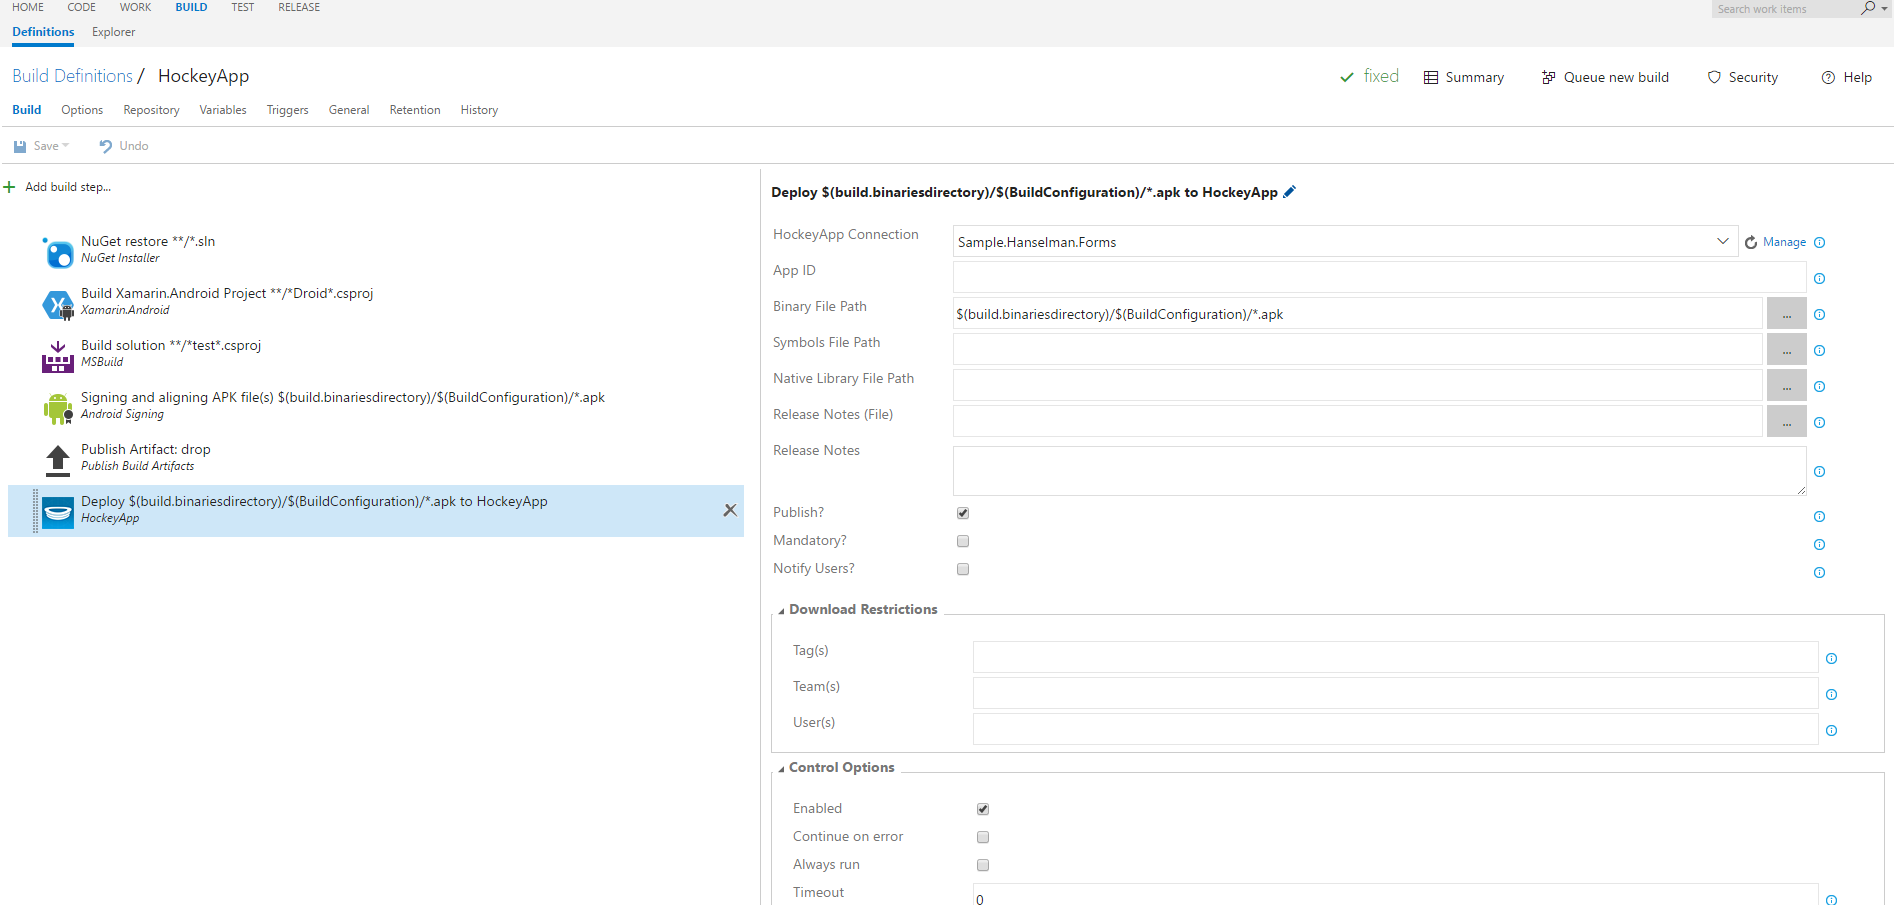 HOME CODE WORK BUILD TEST RELEASE
Search work items
Definitions Explorer
Build Definitions / HockeyApp
fixed Summary Queue new build Security Help
Build Options Repository Variables Triggers General Retention History
Save Undo
Add build step...
NuGet restore **/*.sln
NuGet Installer
Build Xamarin.Android Project **/*Droid*.csproj
Xamarin.Android
Build solution **/*test*.csproj
MSBuild
Signing and aligning APK file(s) $(build.binariesdirectory)/$(BuildConfiguration)/*.apk
Android Signing
Publish Artifact: drop
Publish Build Artifacts
Deploy $(build.binariesdirectory)/$(BuildConfiguration)/*.apk to HockeyApp
HockeyApp
Deploy $(build.binariesdirectory)/$(BuildConfiguration)/*.apk to HockeyApp
HockeyApp Connection Sample.Hanselman.Forms Manage
App ID
Binary File Path $(build.binariesdirectory)/$(BuildConfiguration)/*.apk ...
Symbols File Path ...
Native Library File Path ...
Release Notes (File) ...
Release Notes
Publish?
Mandatory?
Notify Users?
Download Restrictions
Tag(s)
Team(s)
User(s)
Control Options
Enabled
Continue on error
Always run
Timeout 0